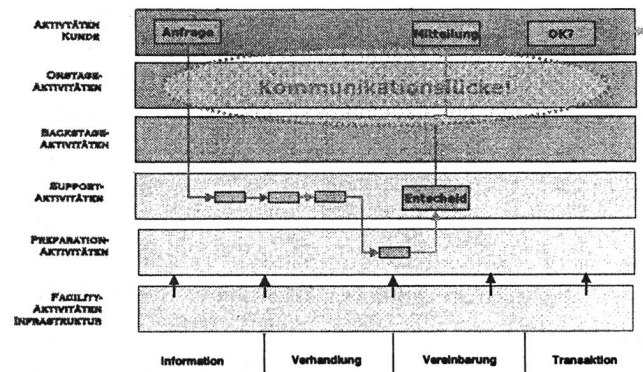 AKTIVTÄTEN
KUNDE
Anfrage
Mitteilung
OK?
ONSTAGE-
AKTIVITÄTEN
Kommunikationslücke!
BACKSTAGE-
AKTIVITÄTEN
SUPPORT-
AKTIVITÄTEN
Entscheid
PREPARATION-
AKTIVITÄTEN
FACILITY-
AKTIVITÄTEN
INFRASTRUKTUR
Information
Verhandlung
Vereinbarung
Transaktion